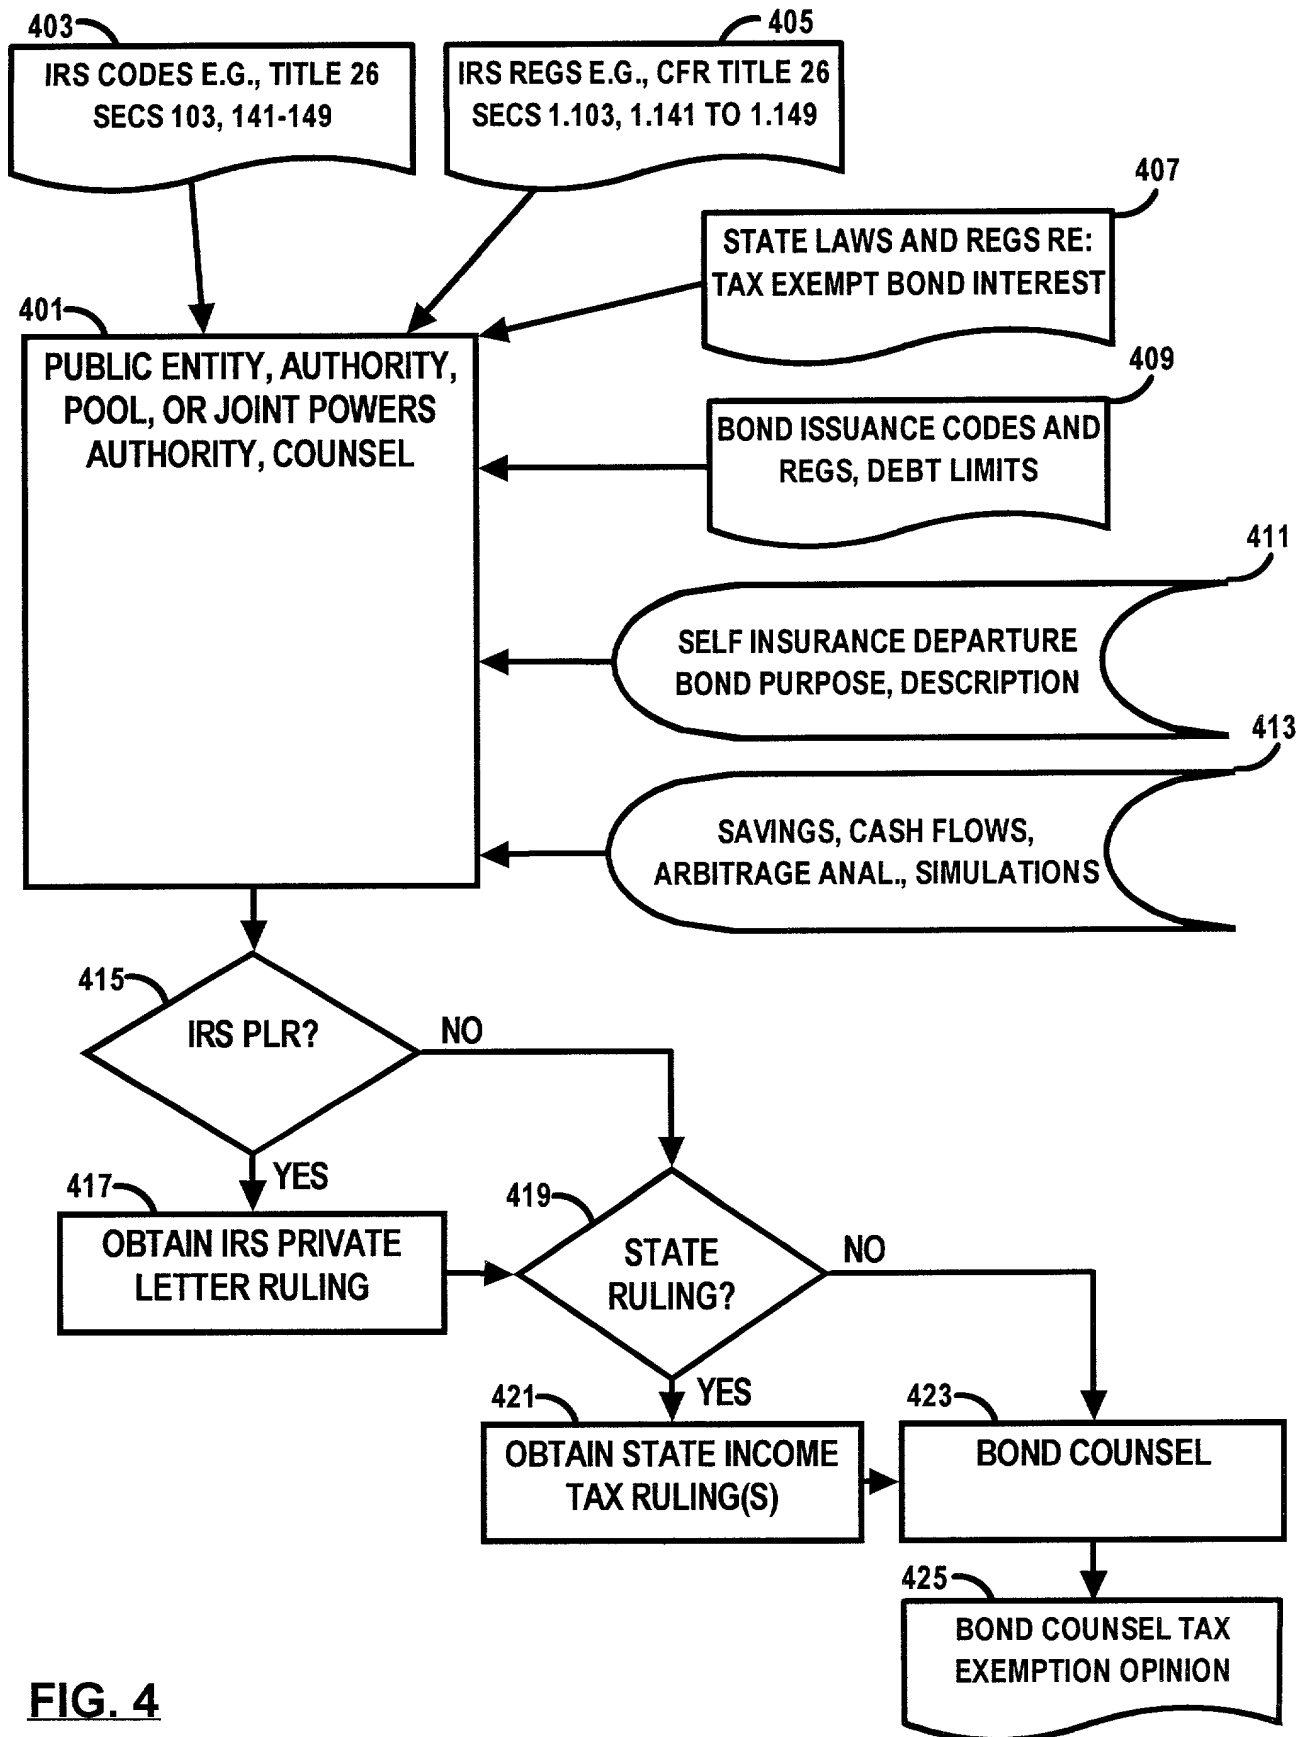 403
IRS CODES E.G., TITLE 26
SECS 103, 141-149
405
IRS REGS E.G., CFR TITLE 26
SECS 1.103, 1.141 TO 1.149
407
STATE LAWS AND REGS RE:
TAX EXEMPT BOND INTEREST
401
PUBLIC ENTITY, AUTHORITY,
POOL, OR JOINT POWERS
AUTHORITY, COUNSEL
409
BOND ISSUANCE CODES AND
REGS, DEBT LIMITS
411
SELF INSURANCE DEPARTURE
BOND PURPOSE, DESCRIPTION
413
SAVINGS, CASH FLOWS,
ARBITRAGE ANAL., SIMULATIONS
415
IRS PLR?
NO
YES
417
OBTAIN IRS PRIVATE
LETTER RULING
419
STATE
RULING?
NO
YES
421
OBTAIN STATE INCOME
TAX RULING(S)
423
BOND COUNSEL
425
BOND COUNSEL TAX
EXEMPTION OPINION
FIG. 4